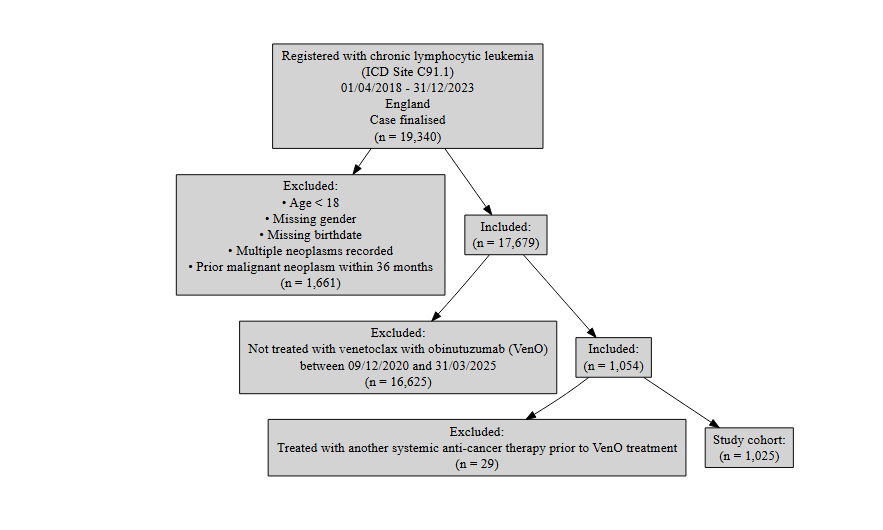 Registered with chronic lymphocytic leukemia
(ICD Site C91.1)
01/04/2018 - 31/12/2023
England
Case finalised
(n = 19,340)
Excluded:
• Age < 18
• Missing gender
• Missing birthdate
• Multiple neoplasms recorded
• Prior malignant neoplasm within 36 months
(n = 1,661)
Included:
(n = 17,679)
Excluded:
Not treated with venetoclax with obinutuzumab (VenO)
between 09/12/2020 and 31/03/2025
(n = 16,625)
Included:
(n = 1,054)
Excluded:
Treated with another systemic anti-cancer therapy prior to VenO treatment
(n = 29)
Study cohort:
(n = 1,025)